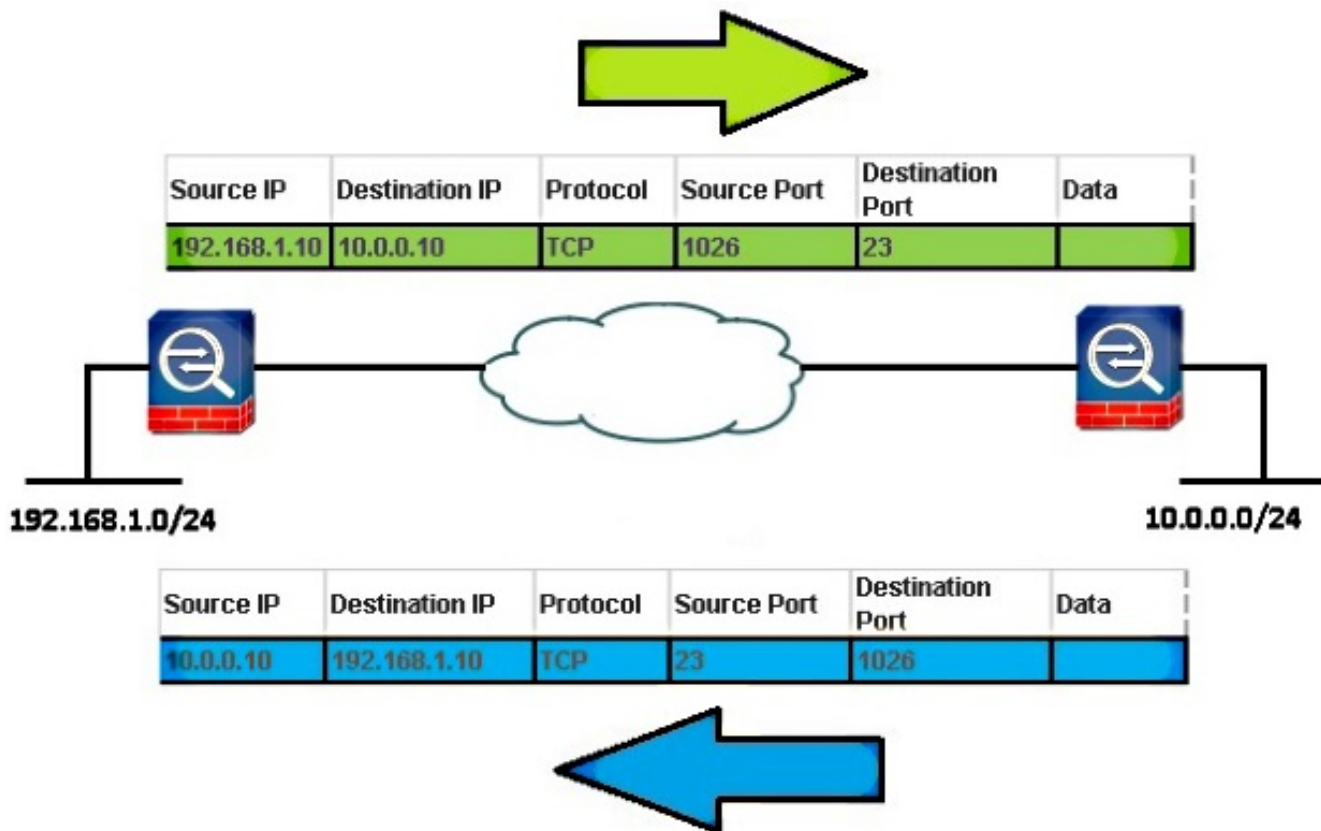 Source IP Destination IP Protocol Source Port Destination Port Data
192.168.1.10 10.0.0.10 TCP 1026 23
192.168.1.0/24
10.0.0.0/24
Source IP Destination IP Protocol Source Port Destination Port Data
10.0.0.10 192.168.1.10 TCP 23 1026